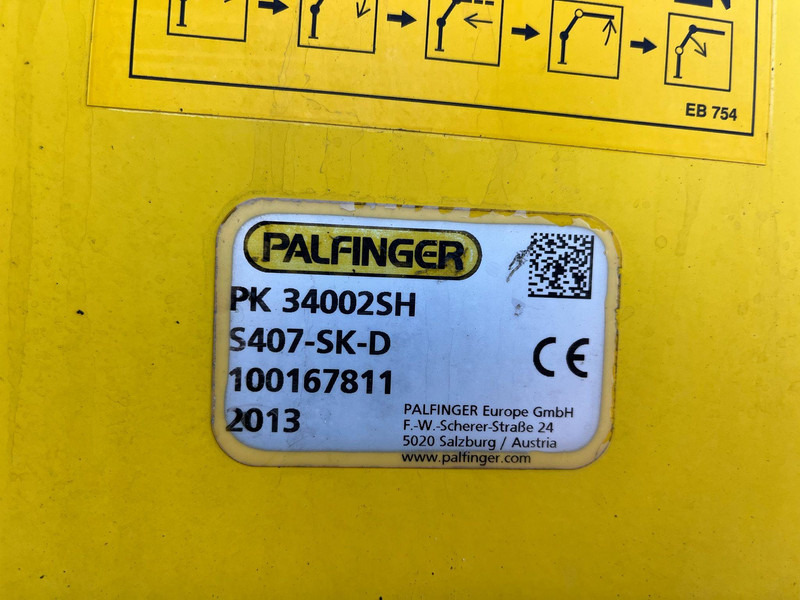 EB 754
PALFINGER
PK 34002SH
S407-SK-D
100167811
2013
CE
PALFINGER Europe GmbH
F.-W.-Scherer-Straße 24
5020 Salzburg / Austria
www.palfinger.com